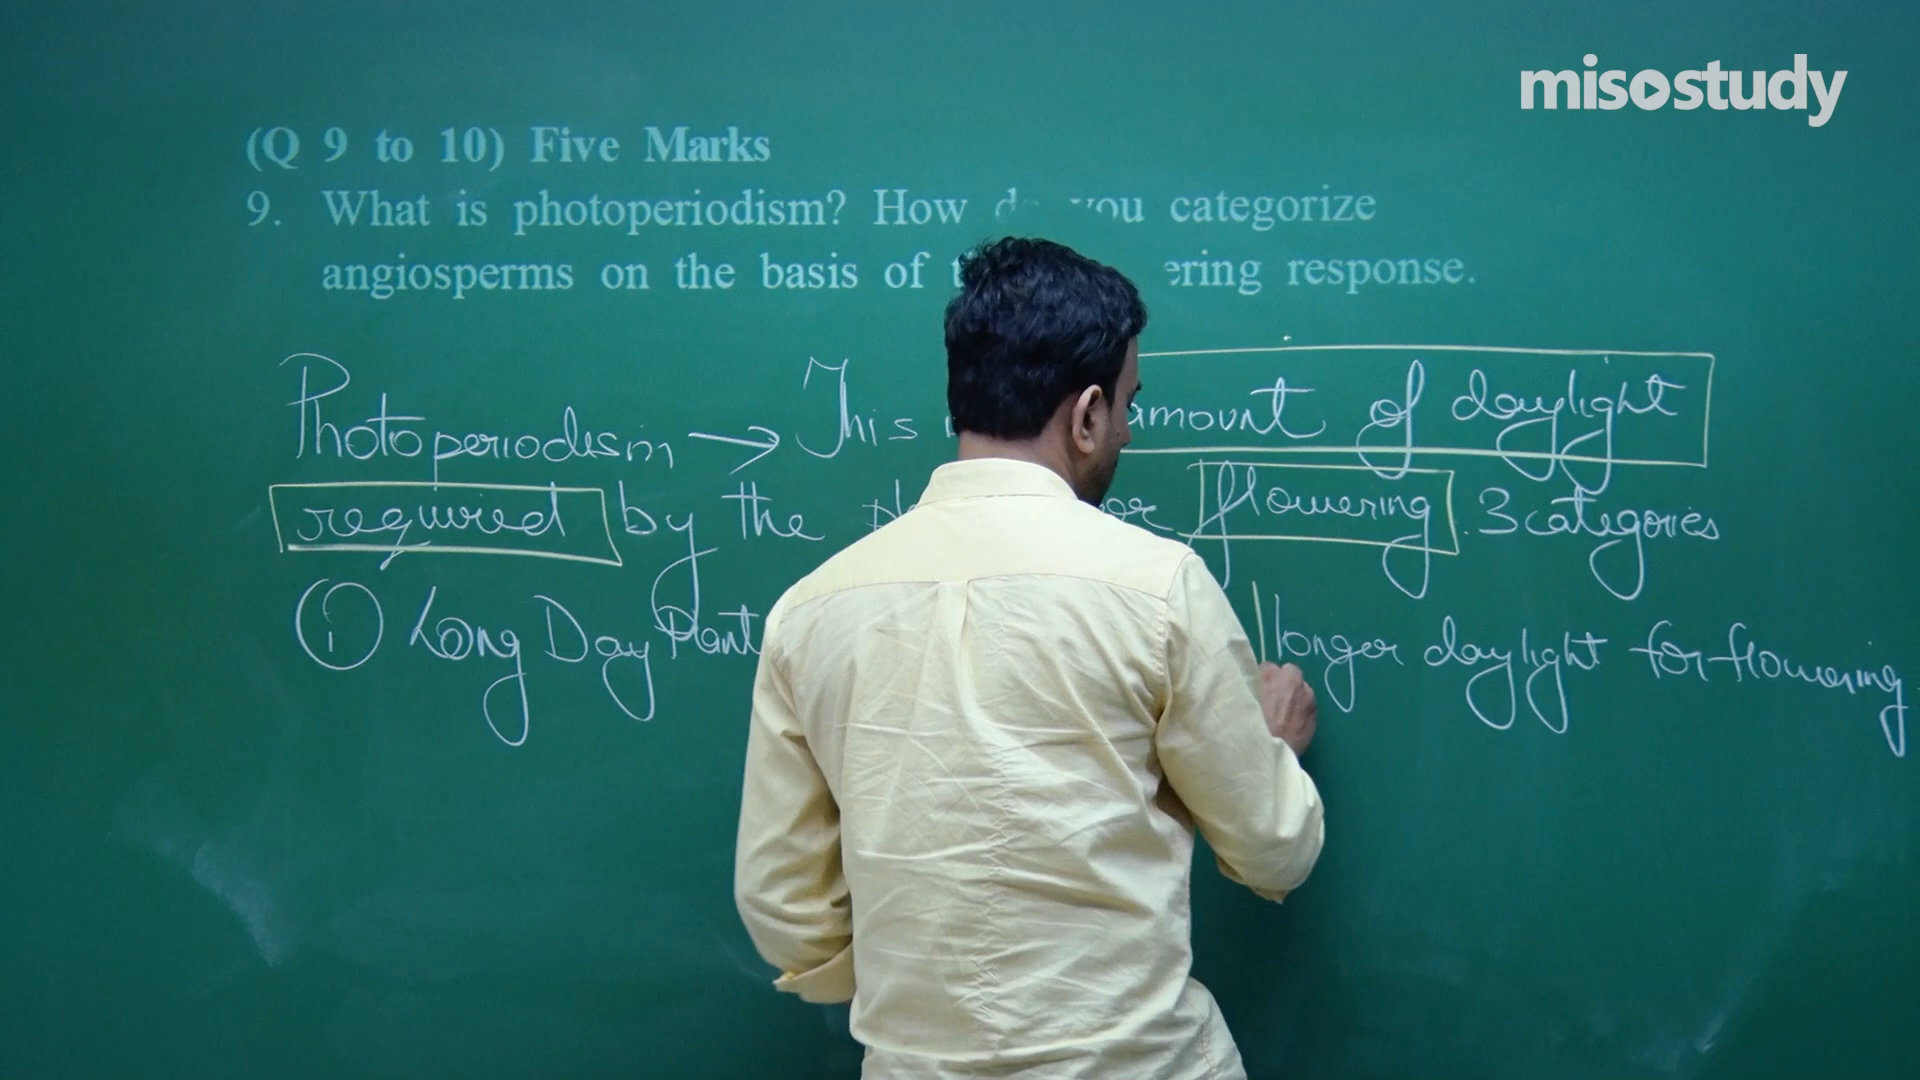 misostudy
(Q 9 to 10) Five Marks
9. What is photoperiodism? How you categorize
angiosperms on the basis of response.
Photoperiodism → This amount of daylight
required by the flowering. 3 categories
① Long Day Plant longer daylight for flowering